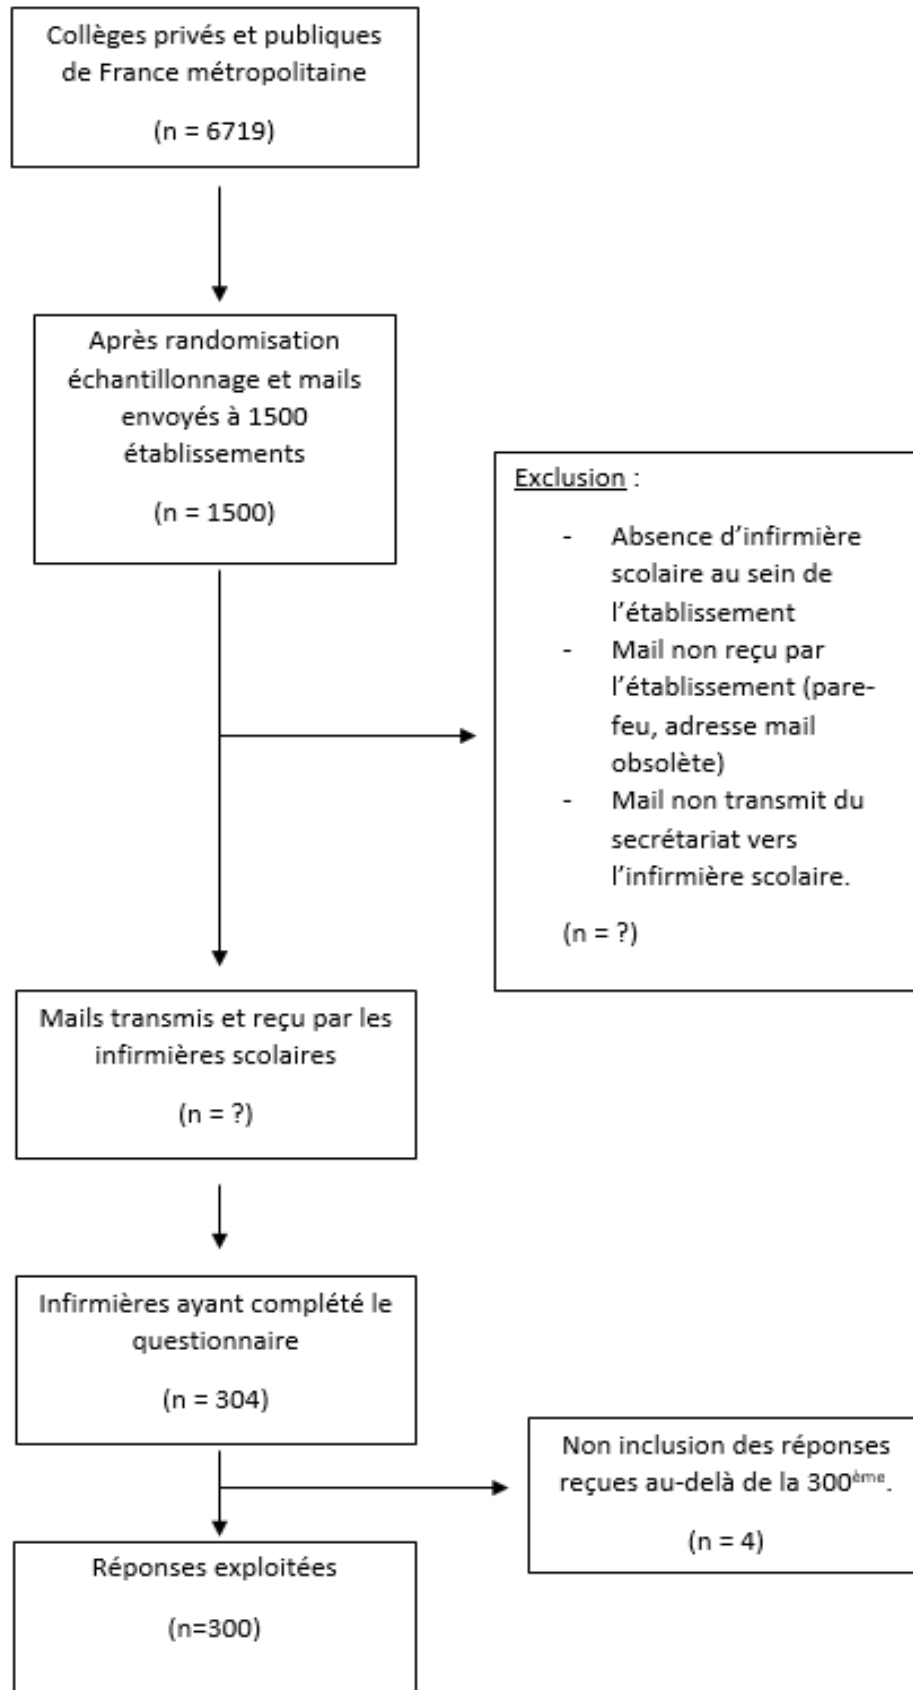 Collèges privés et publiques
de France métropolitaine
(n = 6719)
Après randomisation
échantillonnage et mails
envoyés à 1500
établissements
(n = 1500)
Exclusion :
- Absence d’infirmière
scolaire au sein de
l’établissement
- Mail non reçu par
l’établissement (pare-
feu, adresse mail
obsolète)
- Mail non transmit du
secrétariat vers
l’infirmière scolaire.
(n = ?)
Mails transmis et reçu par les
infirmières scolaires
(n = ?)
Infirmières ayant complété le
questionnaire
(n = 304)
Non inclusion des réponses
reçues au-delà de la 300ème.
(n = 4)
Réponses exploitées
(n=300)